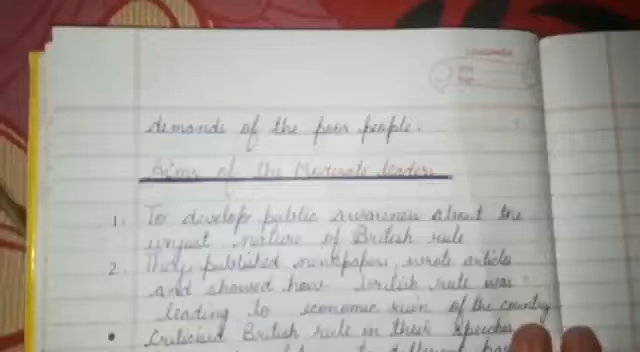 demands of the poor people.
Aims of the Moderate leaders
1. To develop public awareness about the
unjust nature of British rule
2. They published newspapers, wrote article
and showed how British rule was
leading to economic ruin of the country
• Criticised British rule in their speeches
to different